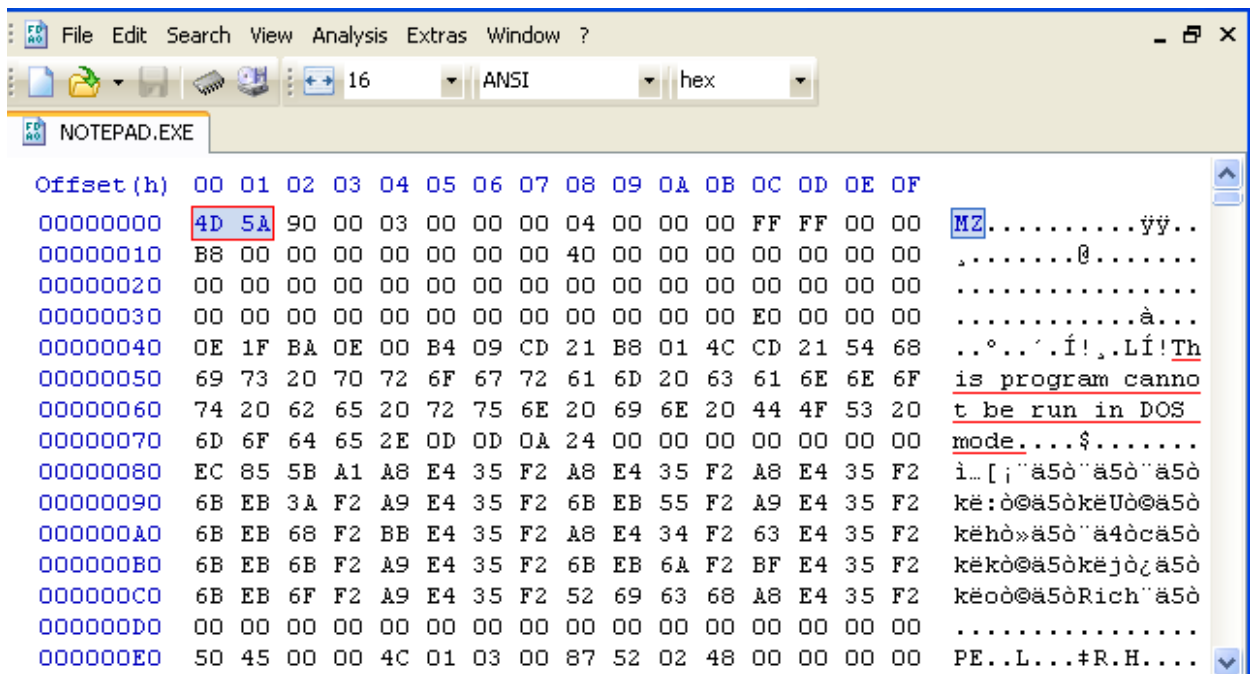 File Edit Search View Analysis Extras Window ?
16 ANSI hex
NOTEPAD.EXE
Offset(h) 00 01 02 03 04 05 06 07 08 09 0A 0B 0C 0D 0E 0F
00000000 4D 5A 90 00 03 00 00 00 04 00 00 00 FF FF 00 00 MZ..........ÿÿ..
00000010 B8 00 00 00 00 00 00 00 40 00 00 00 00 00 00 00 ¸.......@.......
00000020 00 00 00 00 00 00 00 00 00 00 00 00 00 00 00 00 ................
00000030 00 00 00 00 00 00 00 00 00 00 00 00 E0 00 00 00 ............à...
00000040 0E 1F BA 0E 00 B4 09 CD 21 B8 01 4C CD 21 54 68 ..º..´.Í!¸.LÍ!Th
00000050 69 73 20 70 72 6F 67 72 61 6D 20 63 61 6E 6E 6F is program canno
00000060 74 20 62 65 20 72 75 6E 20 69 6E 20 44 4F 53 20 t be run in DOS
00000070 6D 6F 64 65 2E 0D 0D 0A 24 00 00 00 00 00 00 00 mode....$.......
00000080 EC 85 5B A1 A8 E4 35 F2 A8 E4 35 F2 A8 E4 35 F2 ì…[¡¨ä5ò¨ä5ò¨ä5ò
00000090 6B EB 3A F2 A9 E4 35 F2 6B EB 55 F2 A9 E4 35 F2 kë:ò©ä5òkëUò©ä5ò
000000A0 6B EB 68 F2 BB E4 35 F2 A8 E4 34 F2 63 E4 35 F2 këhò»ä5ò¨ä4òcä5ò
000000B0 6B EB 6B F2 A9 E4 35 F2 6B EB 6A F2 BF E4 35 F2 këkò©ä5òkëjò¿ä5ò
000000C0 6B EB 6F F2 A9 E4 35 F2 52 69 63 68 A8 E4 35 F2 këoò©ä5òRich¨ä5ò
000000D0 00 00 00 00 00 00 00 00 00 00 00 00 00 00 00 00 ................
000000E0 50 45 00 00 4C 01 03 00 87 52 02 48 00 00 00 00 PE..L...‡R.H....